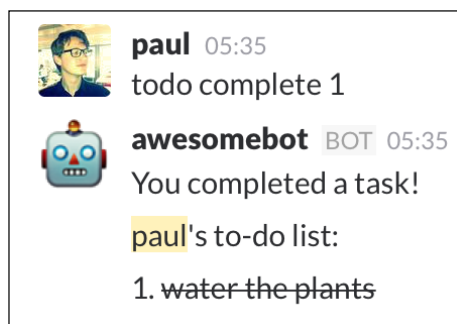 paul 05:35
todo complete 1
awesomebot BOT 05:35
You completed a task!
paul's to-do list:
1. water the plants